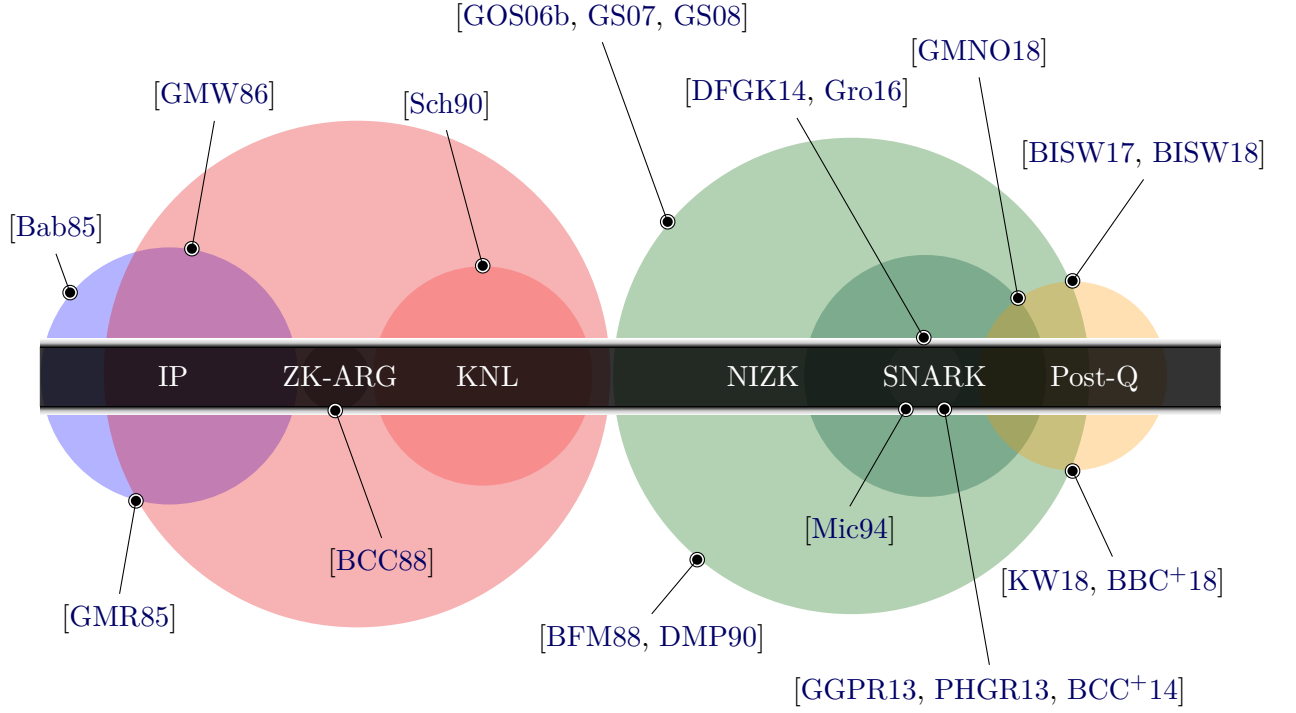 [GOS06b, GS07, GS08]
[GMNO18]
[GMW86]
[Sch90]
[DFGK14, Gro16]
[BISW17, BISW18]
[Bab85]
IP
ZK-ARG
KNL
NIZK
SNARK
Post-Q
[Mic94]
[BCC88]
[KW18, BBC+18]
[GMR85]
[BFM88, DMP90]
[GGPR13, PHGR13, BCC+14]